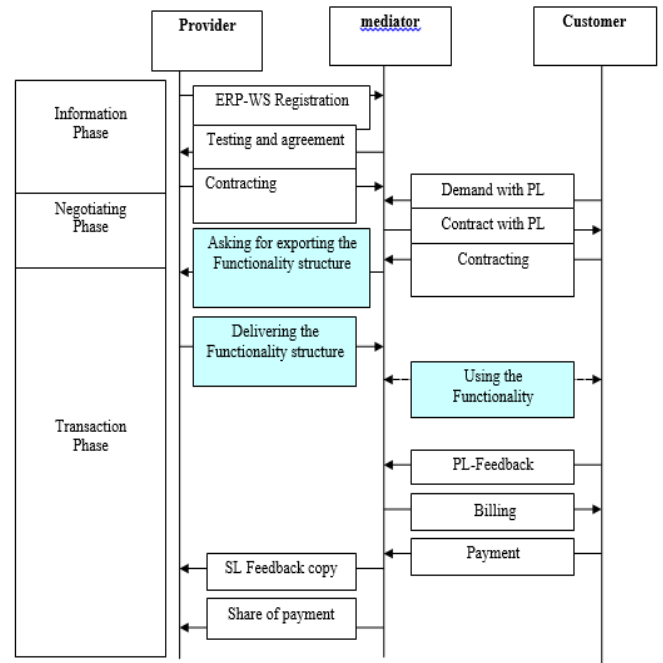 Provider
mediator
Customer
Information
Phase
ERP-WS Registration
Testing and agreement
Contracting
Demand with PL
Negotiating
Phase
Contract with PL
Asking for exporting the
Functionality structure
Contracting
Delivering the
Functionality structure
Using the
Functionality
Transaction
Phase
PL-Feedback
Billing
Payment
SL Feedback copy
Share of payment